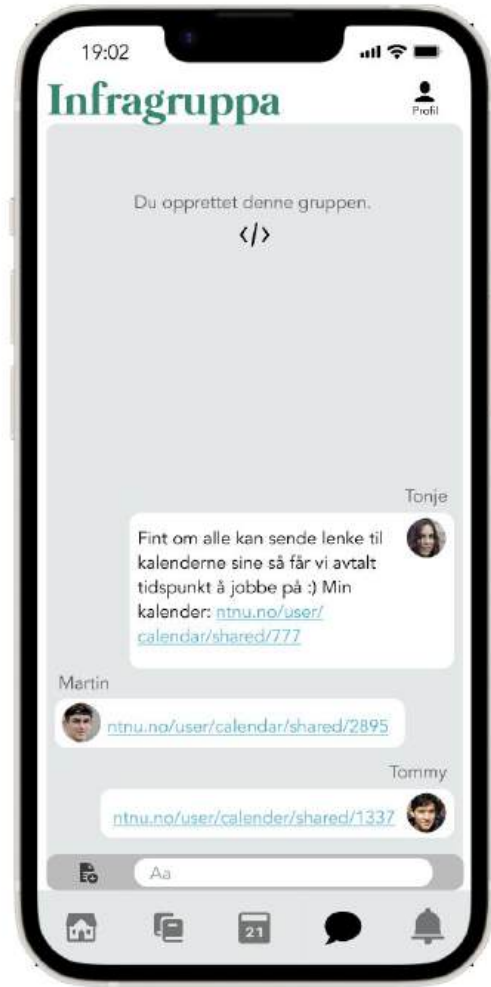 19:02
Infragruppa
Profil
Du opprettet denne gruppen.
</>
Tonje
Fint om alle kan sende lenke til
kalenderne sine så får vi avtalt
tidspunkt å jobbe på :) Min
kalender: ntnu.no/user/
calendar/shared/777
Martin
ntnu.no/user/calendar/shared/2895
Tommy
ntnu.no/user/calender/shared/1337
Aa
21